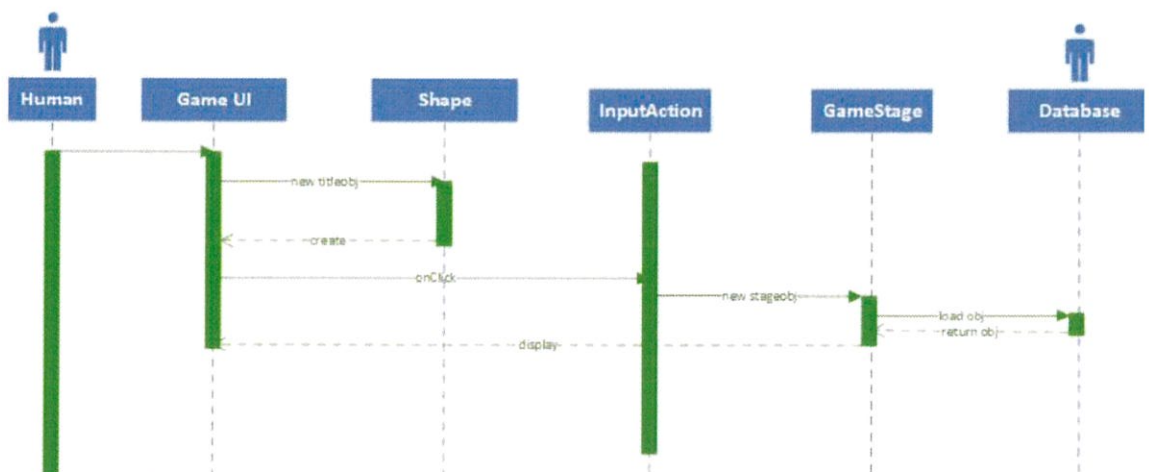 Human
Game UI
Shape
InputAction
GameStage
Database
new titleobj
create
onClick
new stageobj
load obj
return obj
display